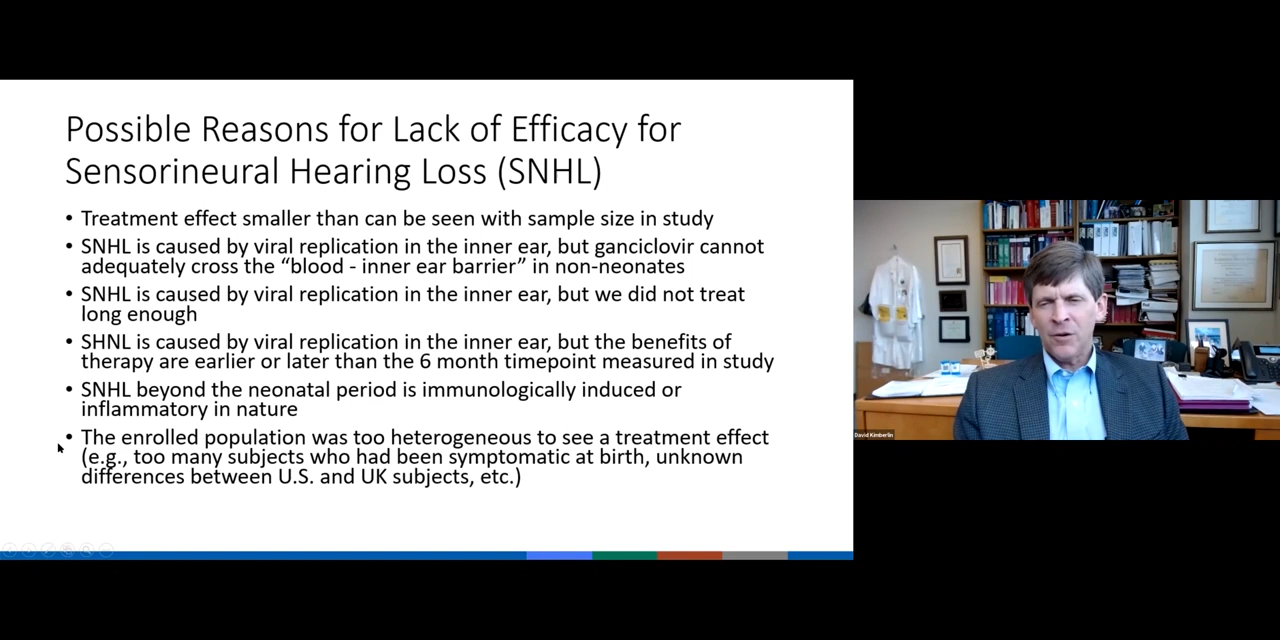 Possible Reasons for Lack of Efficacy for
Sensorineural Hearing Loss (SNHL)
• Treatment effect smaller than can be seen with sample size in study
• SNHL is caused by viral replication in the inner ear, but ganciclovir cannot
adequately cross the “blood - inner ear barrier” in non-neonates
• SNHL is caused by viral replication in the inner ear, but we did not treat
long enough
• SHNL is caused by viral replication in the inner ear, but the benefits of
therapy are earlier or later than the 6 month timepoint measured in study
• SNHL beyond the neonatal period is immunologically induced or
inflammatory in nature
• The enrolled population was too heterogeneous to see a treatment effect
(e.g., too many subjects who had been symptomatic at birth, unknown
differences between U.S. and UK subjects, etc.)
David Kimberlin